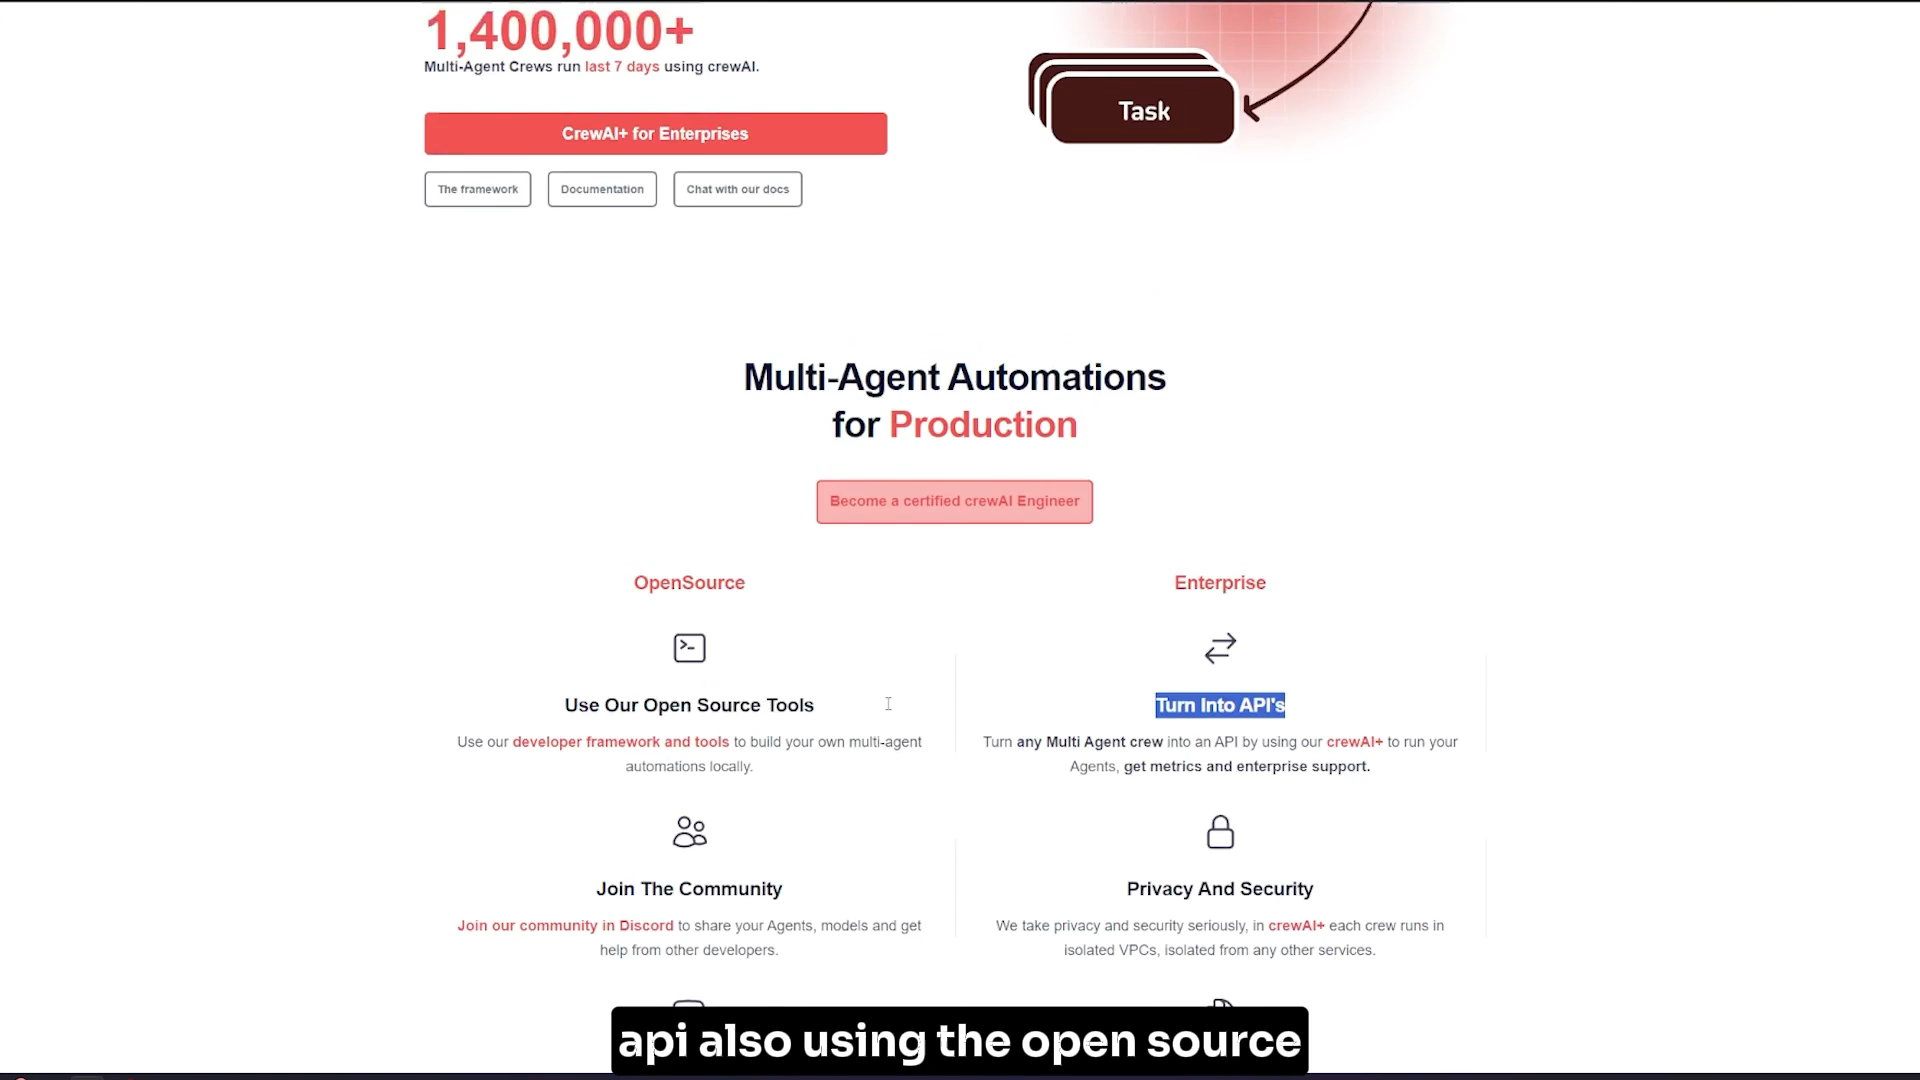 1,400,000+
Multi-Agent Crews run last 7 days using crewAI.
Task
CrewAI+ for Enterprises
The framework
Documentation
Chat with our docs
Multi-Agent Automations
for Production
Become a certified crewAI Engineer
OpenSource
Use Our Open Source Tools
Use our developer framework and tools to build your own multi-agent
automations locally.
Join The Community
Join our community in Discord to share your Agents, models and get
help from other developers.
Enterprise
Turn Into API's
Turn any Multi Agent crew into an API by using our crewAI+ to run your
Agents, get metrics and enterprise support.
Privacy And Security
We take privacy and security seriously, in crewAI+ each crew runs in
isolated VPCs, isolated from any other services.
api also using the open source